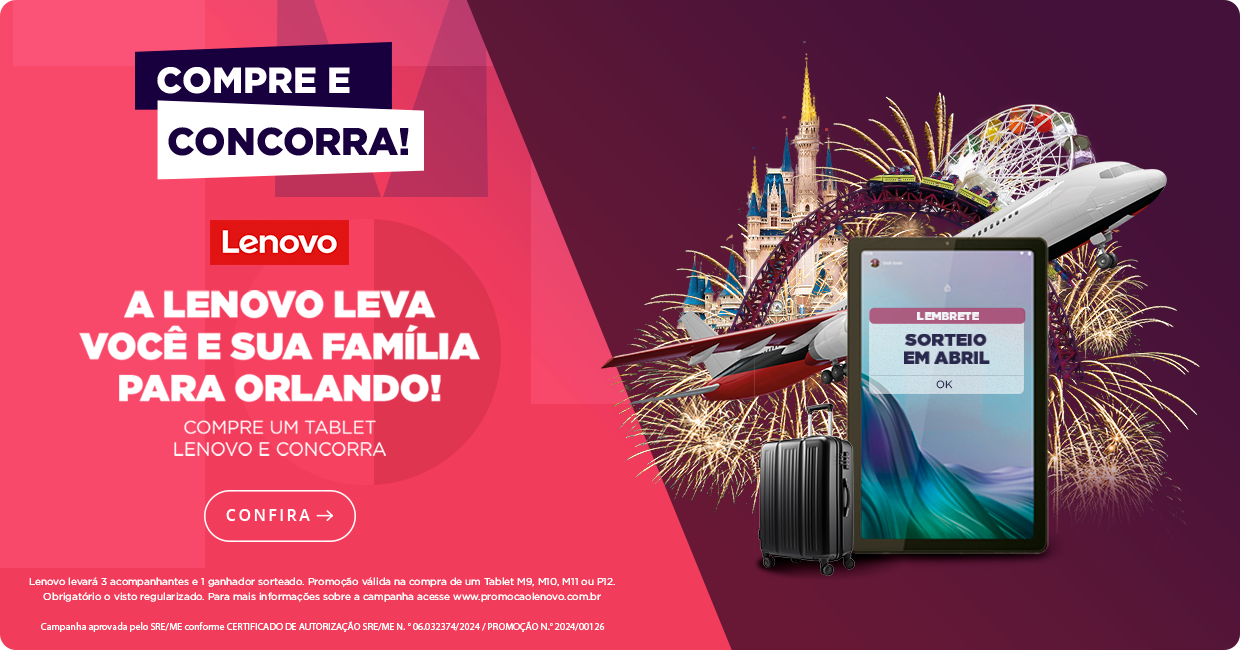 COMPRE E
CONCORRA!
Lenovo
A LENOVO LEVA
VOCÊ E SUA FAMÍLIA
PARA ORLANDO!
COMPRE UM TABLET
LENOVO E CONCORRA
CONFIRA →
Lenovo levará 3 acompanhantes e 1 ganhador sorteado. Promoção válida na compra de um Tablet M9, M10, M11 ou P12.
Obrigatório o visto regularizado. Para mais informações sobre a campanha acesse www.promocaolenovo.com.br
Campanha aprovada pelo SRE/ME conforme CERTIFICADO DE AUTORIZAÇÃO SRE/ME N. ° 06.032374/2024 / PROMOÇÃO N.° 2024/00126
LEMBRETE
SORTEIO
EM ABRIL
OK